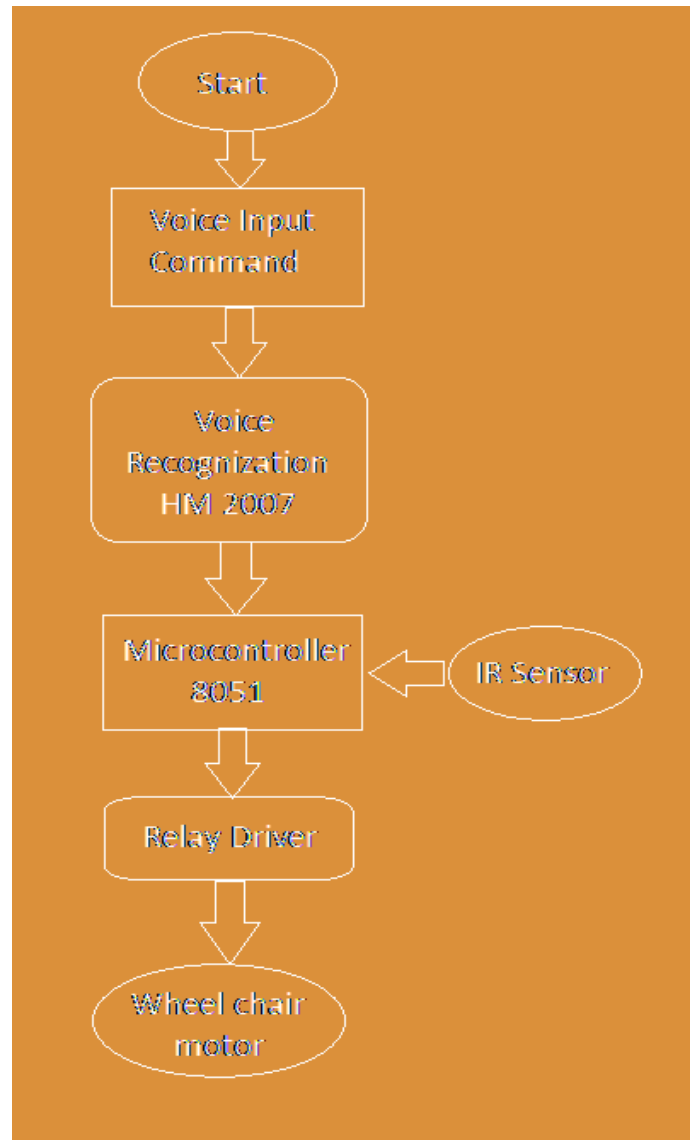 Start
Voice Input
Command
Voice
Recognization
HM 2007
Microcontroller
8051
IR Sensor
Relay Driver
Wheel chair
motor